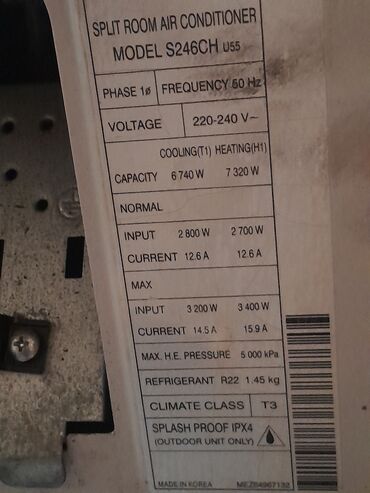 SPLIT ROOM AIR CONDITIONER
MODEL S246CH U55
PHASE 1ø FREQUENCY 50 Hz
VOLTAGE 220-240 V~
COOLING(T1) HEATING(H1)
CAPACITY 6 740 W 7 320 W
NORMAL
INPUT 2 800 W 2 700 W
CURRENT 12.6 A 12.6 A
MAX
INPUT 3 200 W 3 400 W
CURRENT 14.5 A 15.9 A
MAX. H.E. PRESSURE 5 000 kPa
REFRIGERANT R22 1.45 kg
CLIMATE CLASS T3
SPLASH PROOF IPX4
(OUTDOOR UNIT ONLY)
MADE IN KOREA MEZ64967132